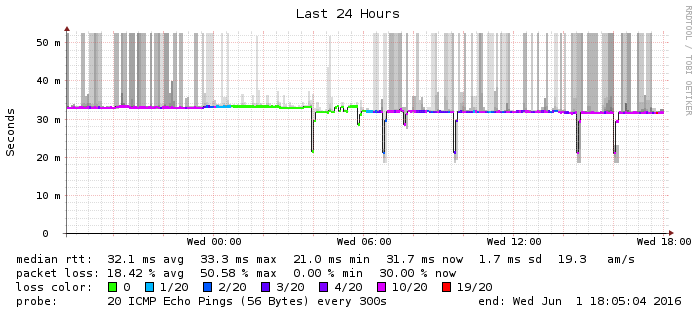 Last 24 Hours
RRDTOOL / TOBI OETIKER
Seconds
50 m
40 m
30 m
20 m
10 m
0
Wed 00:00 Wed 06:00 Wed 12:00 Wed 18:00
median rtt: 32.1 ms avg 33.3 ms max 21.0 ms min 31.7 ms now 1.7 ms sd 19.3 am/s
packet loss: 18.42 % avg 50.58 % max 0.00 % min 30.00 % now
loss color: 0 1/20 2/20 3/20 4/20 10/20 19/20
probe: 20 ICMP Echo Pings (56 Bytes) every 300s end: Wed Jun 1 18:05:04 2016